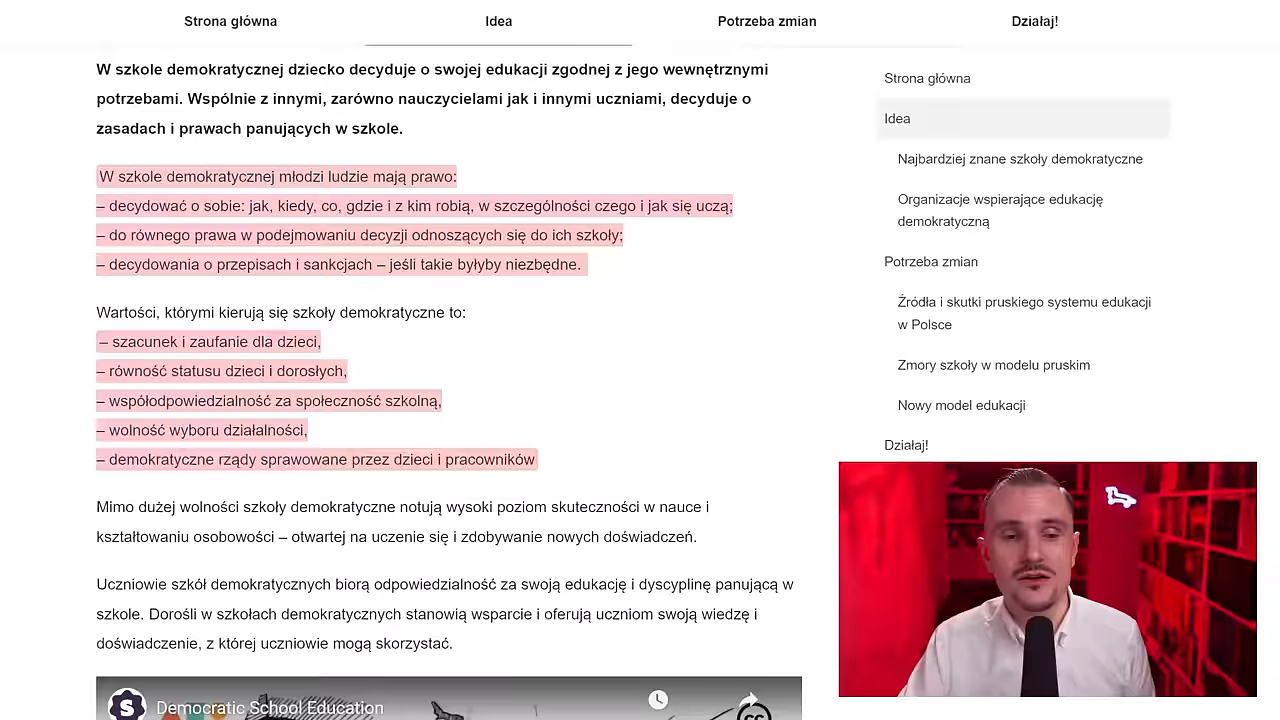 Strona główna
Idea
Potrzeba zmian
Działaj!
W szkole demokratycznej dziecko decyduje o swojej edukacji zgodnej z jego wewnętrznymi
potrzebami. Wspólnie z innymi, zarówno nauczycielami jak i innymi uczniami, decyduje o
zasadach i prawach panujących w szkole.
W szkole demokratycznej młodzi ludzie mają prawo:
– decydować o sobie: jak, kiedy, co, gdzie i z kim robią, w szczególności czego i jak się uczą;
– do równego prawa w podejmowaniu decyzji odnoszących się do ich szkoły;
– decydowania o przepisach i sankcjach – jeśli takie byłyby niezbędne.
Wartości, którymi kierują się szkoły demokratyczne to:
– szacunek i zaufanie dla dzieci,
– równość statusu dzieci i dorosłych,
– współodpowiedzialność za społeczność szkolną,
– wolność wyboru działalności,
– demokratyczne rządy sprawowane przez dzieci i pracowników
Mimo dużej wolności szkoły demokratyczne notują wysoki poziom skuteczności w nauce i
kształtowaniu osobowości – otwartej na uczenie się i zdobywanie nowych doświadczeń.
Uczniowie szkół demokratycznych biorą odpowiedzialność za swoją edukację i dyscyplinę panującą w
szkole. Dorośli w szkołach demokratycznych stanowią wsparcie i oferują uczniom swoją wiedzę i
doświadczenie, z której uczniowie mogą skorzystać.
S
Democratic School Education
cc
Strona główna
Idea
Najbardziej znane szkoły demokratyczne
Organizacje wspierające edukację
demokratyczną
Potrzeba zmian
Źródła i skutki pruskiego systemu edukacji
w Polsce
Zmory szkoły w modelu pruskim
Nowy model edukacji
Działaj!